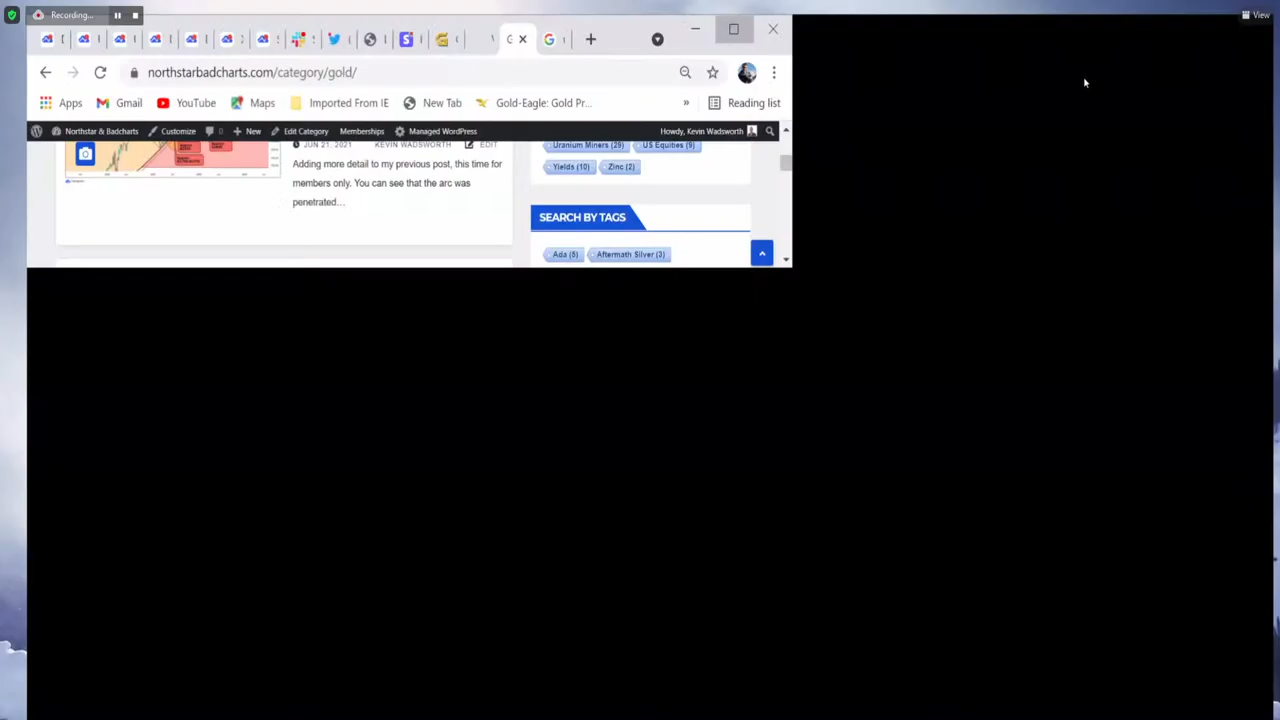 Recording...
View
northstarbadcharts.com/category/gold/
Apps
Gmail
YouTube
Maps
Imported From IE
New Tab
Gold-Eagle: Gold Pr...
»
Reading list
Northstar & Badcharts
Customize
0
New
Edit Category
Memberships
Managed WordPress
Howdy, Kevin Wadsworth
JUN 21, 2021
KEVIN WADSWORTH
EDIT
Adding more detail to my previous post, this time for
members only. You can see that the arc was
penetrated...
Uranium Miners (29)
US Equities (9)
Yields (10)
Zinc (2)
SEARCH BY TAGS
Ada (5)
Aftermath Silver (3)